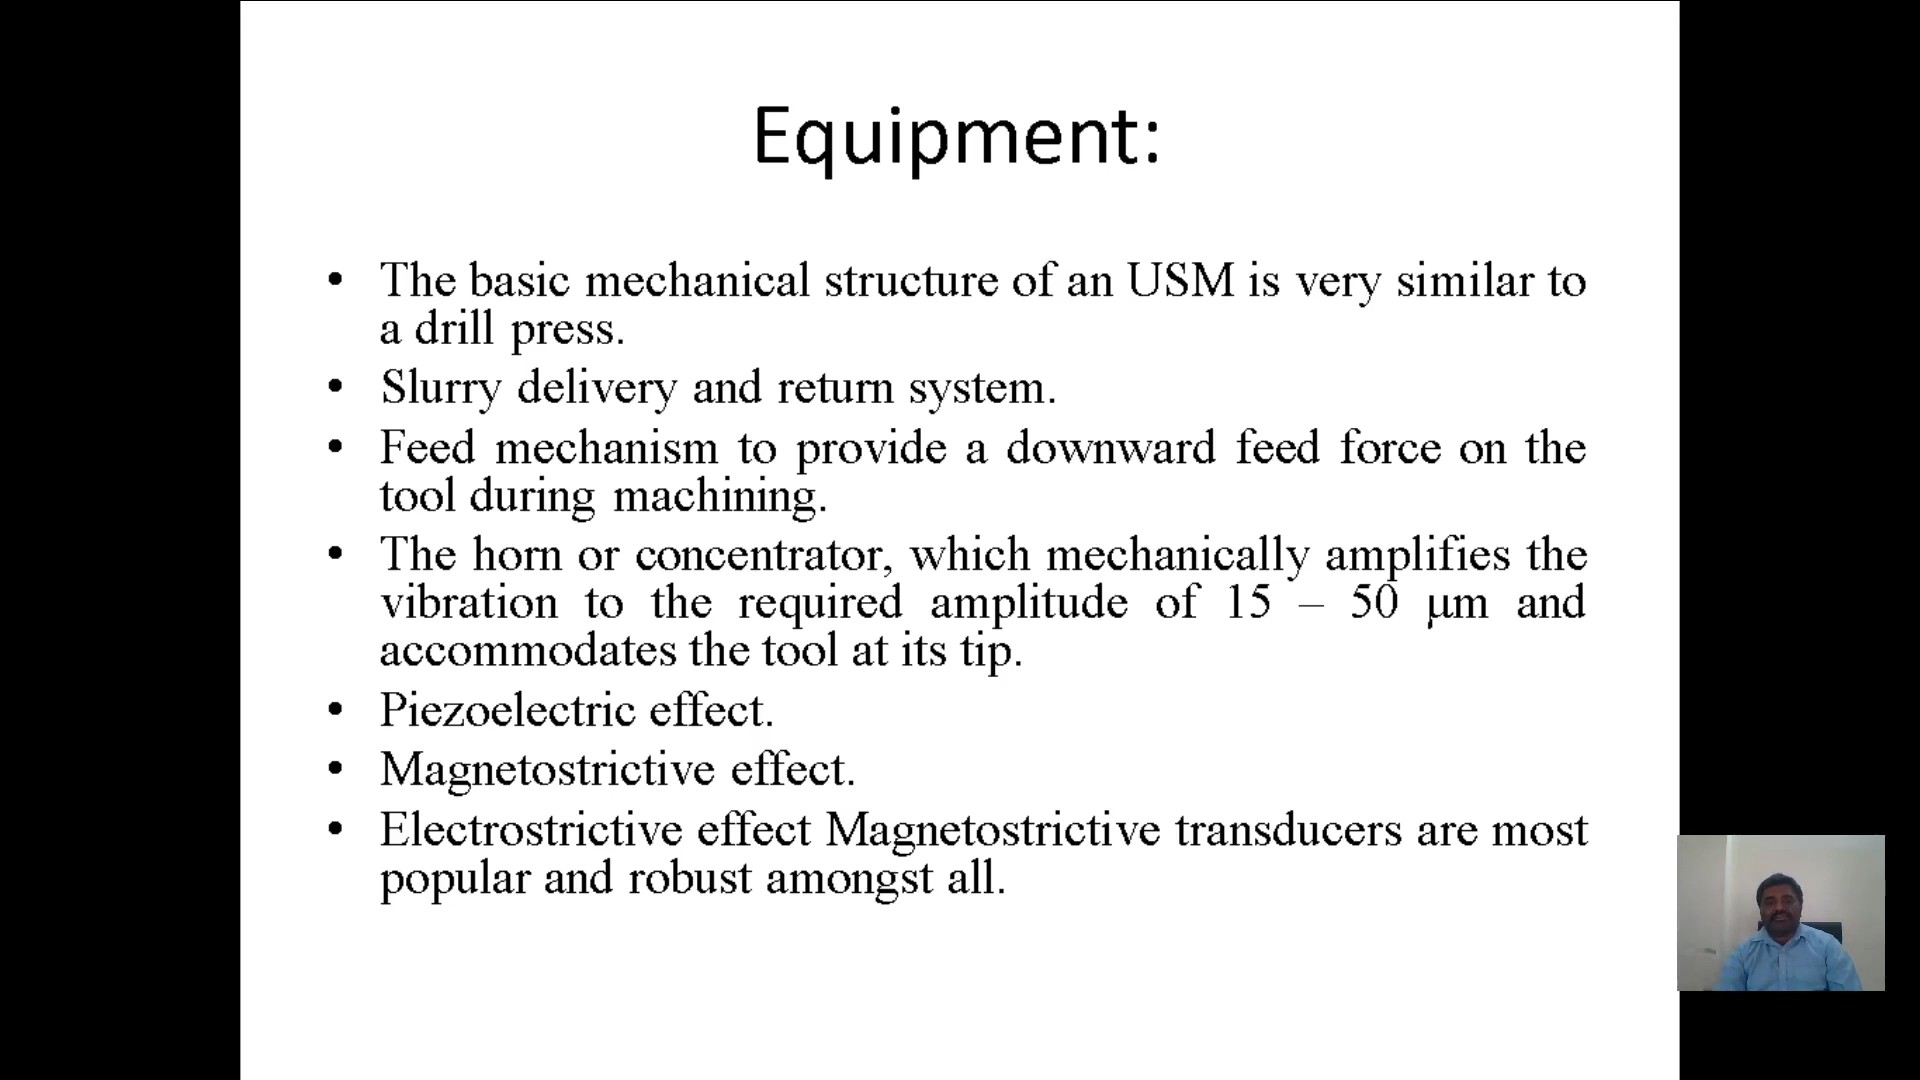 Equipment:
• The basic mechanical structure of an USM is very similar to
a drill press.
• Slurry delivery and return system.
• Feed mechanism to provide a downward feed force on the
tool during machining.
• The horn or concentrator, which mechanically amplifies the
vibration to the required amplitude of 15 – 50 μm and
accommodates the tool at its tip.
• Piezoelectric effect.
• Magnetostrictive effect.
• Electrostrictive effect Magnetostrictive transducers are most
popular and robust amongst all.